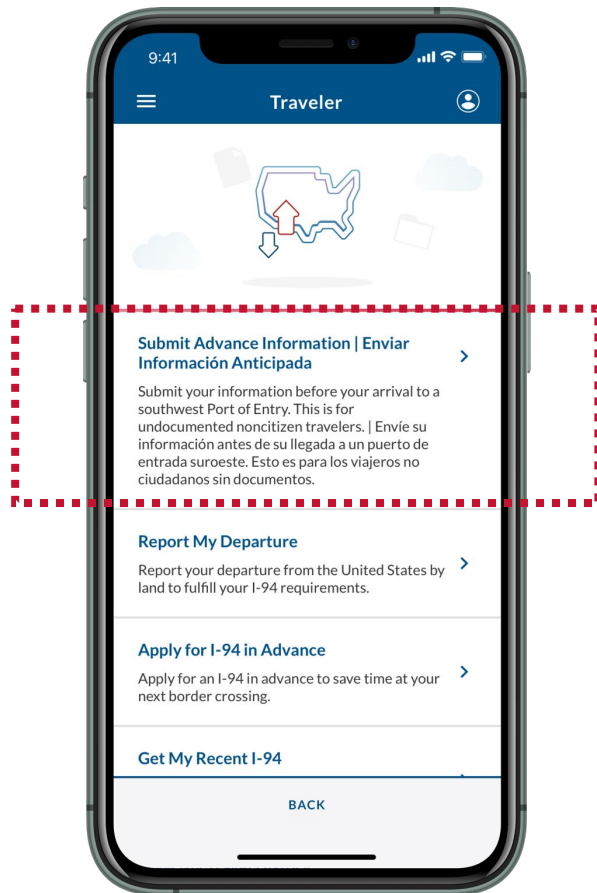 9:41
Traveler
Submit Advance Information | Enviar
Información Anticipada
Submit your information before your arrival to a
southwest Port of Entry. This is for
undocumented noncitizen travelers. | Envíe su
información antes de su llegada a un puerto de
entrada suroeste. Esto es para los viajeros no
ciudadanos sin documentos.
Report My Departure
Report your departure from the United States by
land to fulfill your I-94 requirements.
Apply for I-94 in Advance
Apply for an I-94 in advance to save time at your
next border crossing.
Get My Recent I-94
BACK